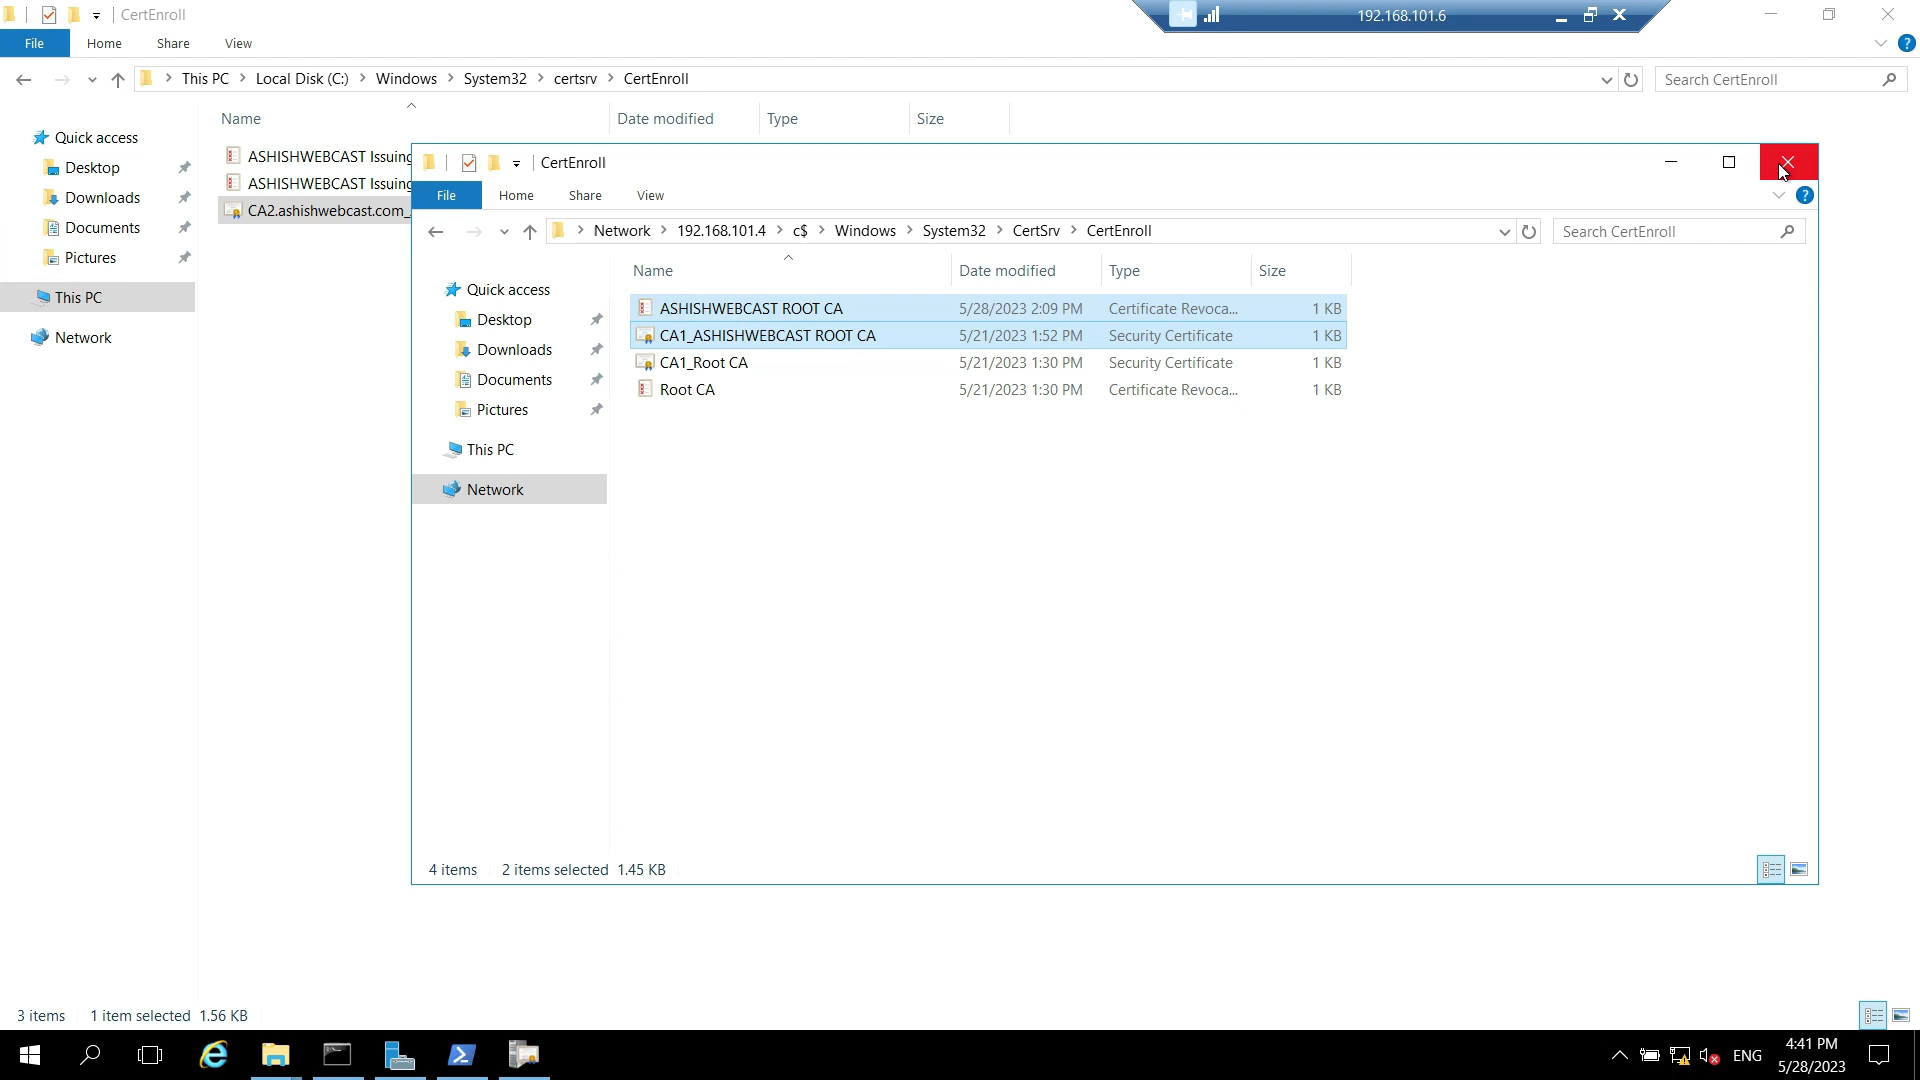 CertEnroll
192.168.101.6
File Home Share View
This PC Local Disk (C:) Windows System32 certsrv CertEnroll
Search CertEnroll
Name Date modified Type Size
Quick access
Desktop
Downloads
Documents
Pictures
This PC
Network
ASHISHWEBCAST Issuing
ASHISHWEBCAST Issuing
CA2.ashishwebcast.com_
CertEnroll
File Home Share View
Network 192.168.101.4 c$ Windows System32 CertSrv CertEnroll
Search CertEnroll
Name Date modified Type Size
Quick access
Desktop
Downloads
Documents
Pictures
This PC
Network
ASHISHWEBCAST ROOT CA 5/28/2023 2:09 PM Certificate Revoca... 1 KB
CA1_ASHISHWEBCAST ROOT CA 5/21/2023 1:52 PM Security Certificate 1 KB
CA1_Root CA 5/21/2023 1:30 PM Security Certificate 1 KB
Root CA 5/21/2023 1:30 PM Certificate Revoca... 1 KB
4 items 2 items selected 1.45 KB
3 items 1 item selected 1.56 KB
ENG
4:41 PM
5/28/2023